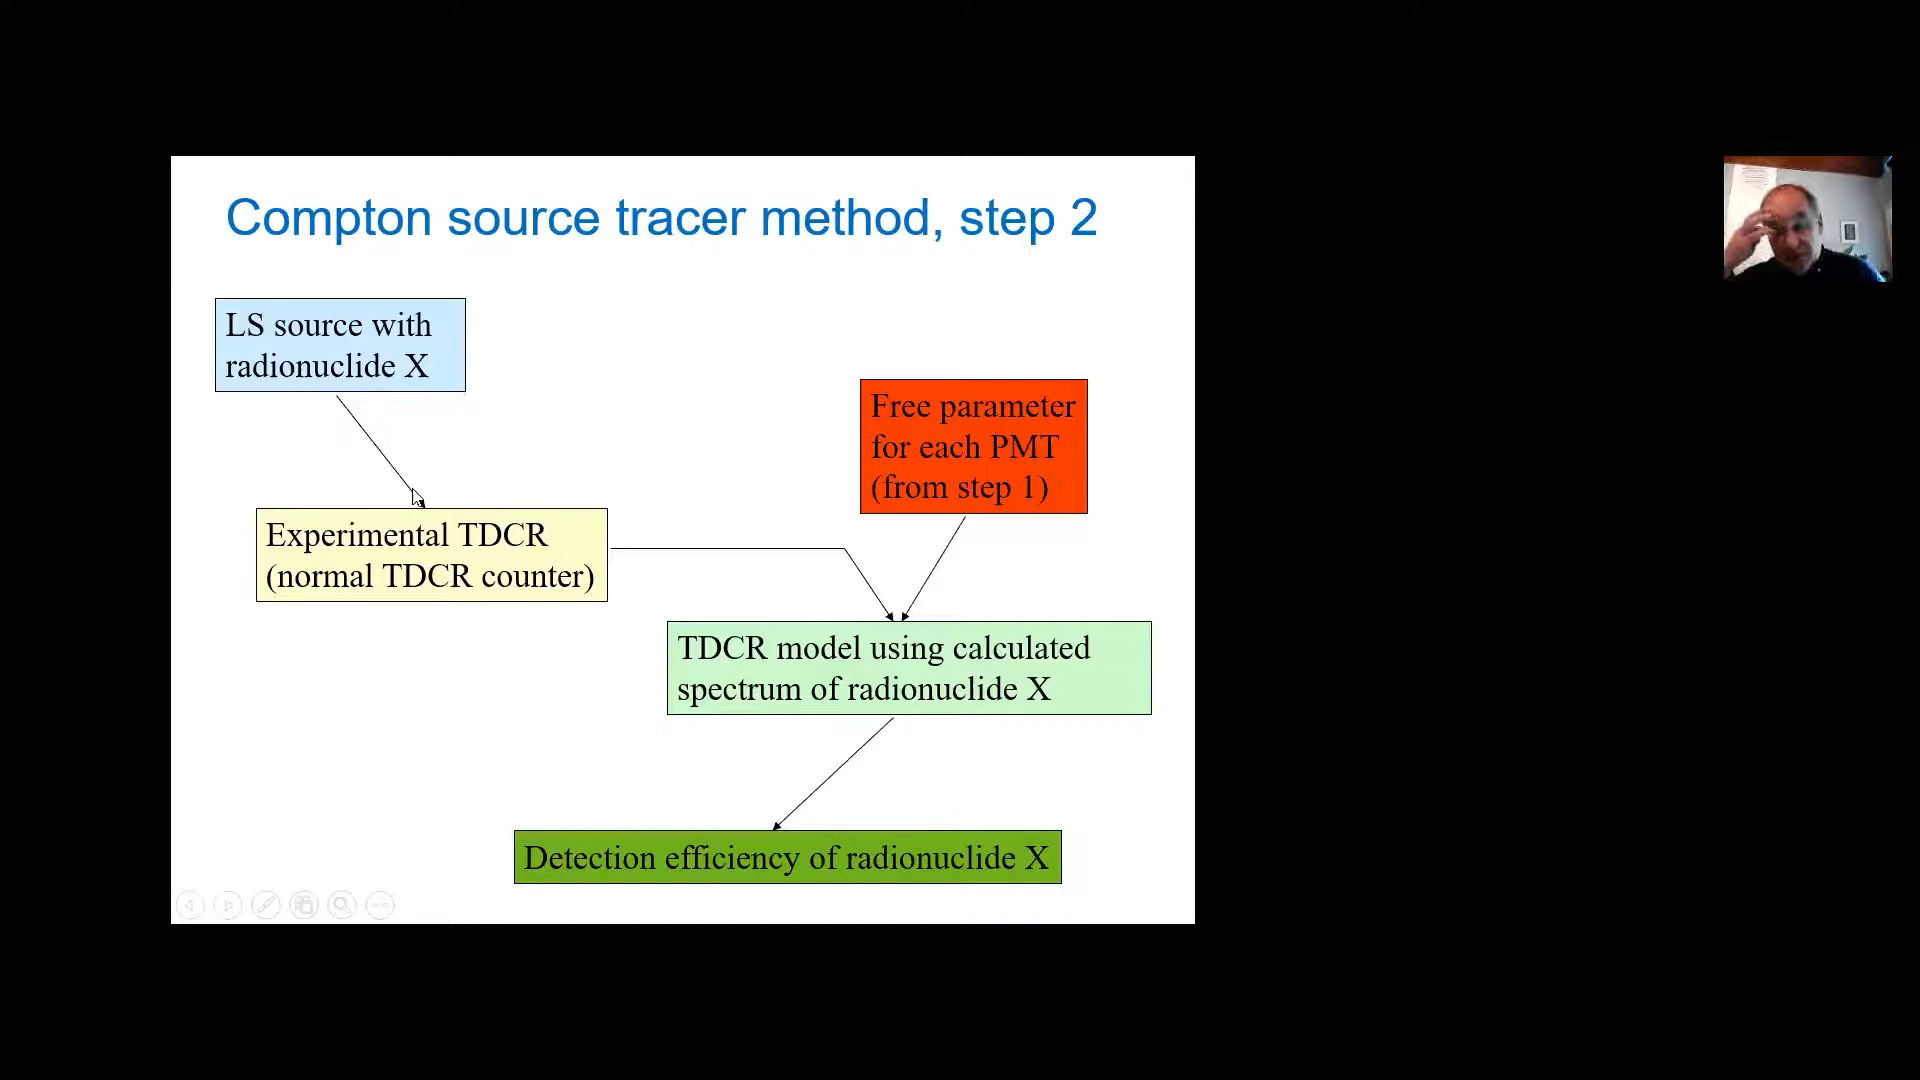 Compton source tracer method, step 2
LS source with
radionuclide X
Free parameter
for each PMT
(from step 1)
Experimental TDCR
(normal TDCR counter)
TDCR model using calculated
spectrum of radionuclide X
Detection efficiency of radionuclide X